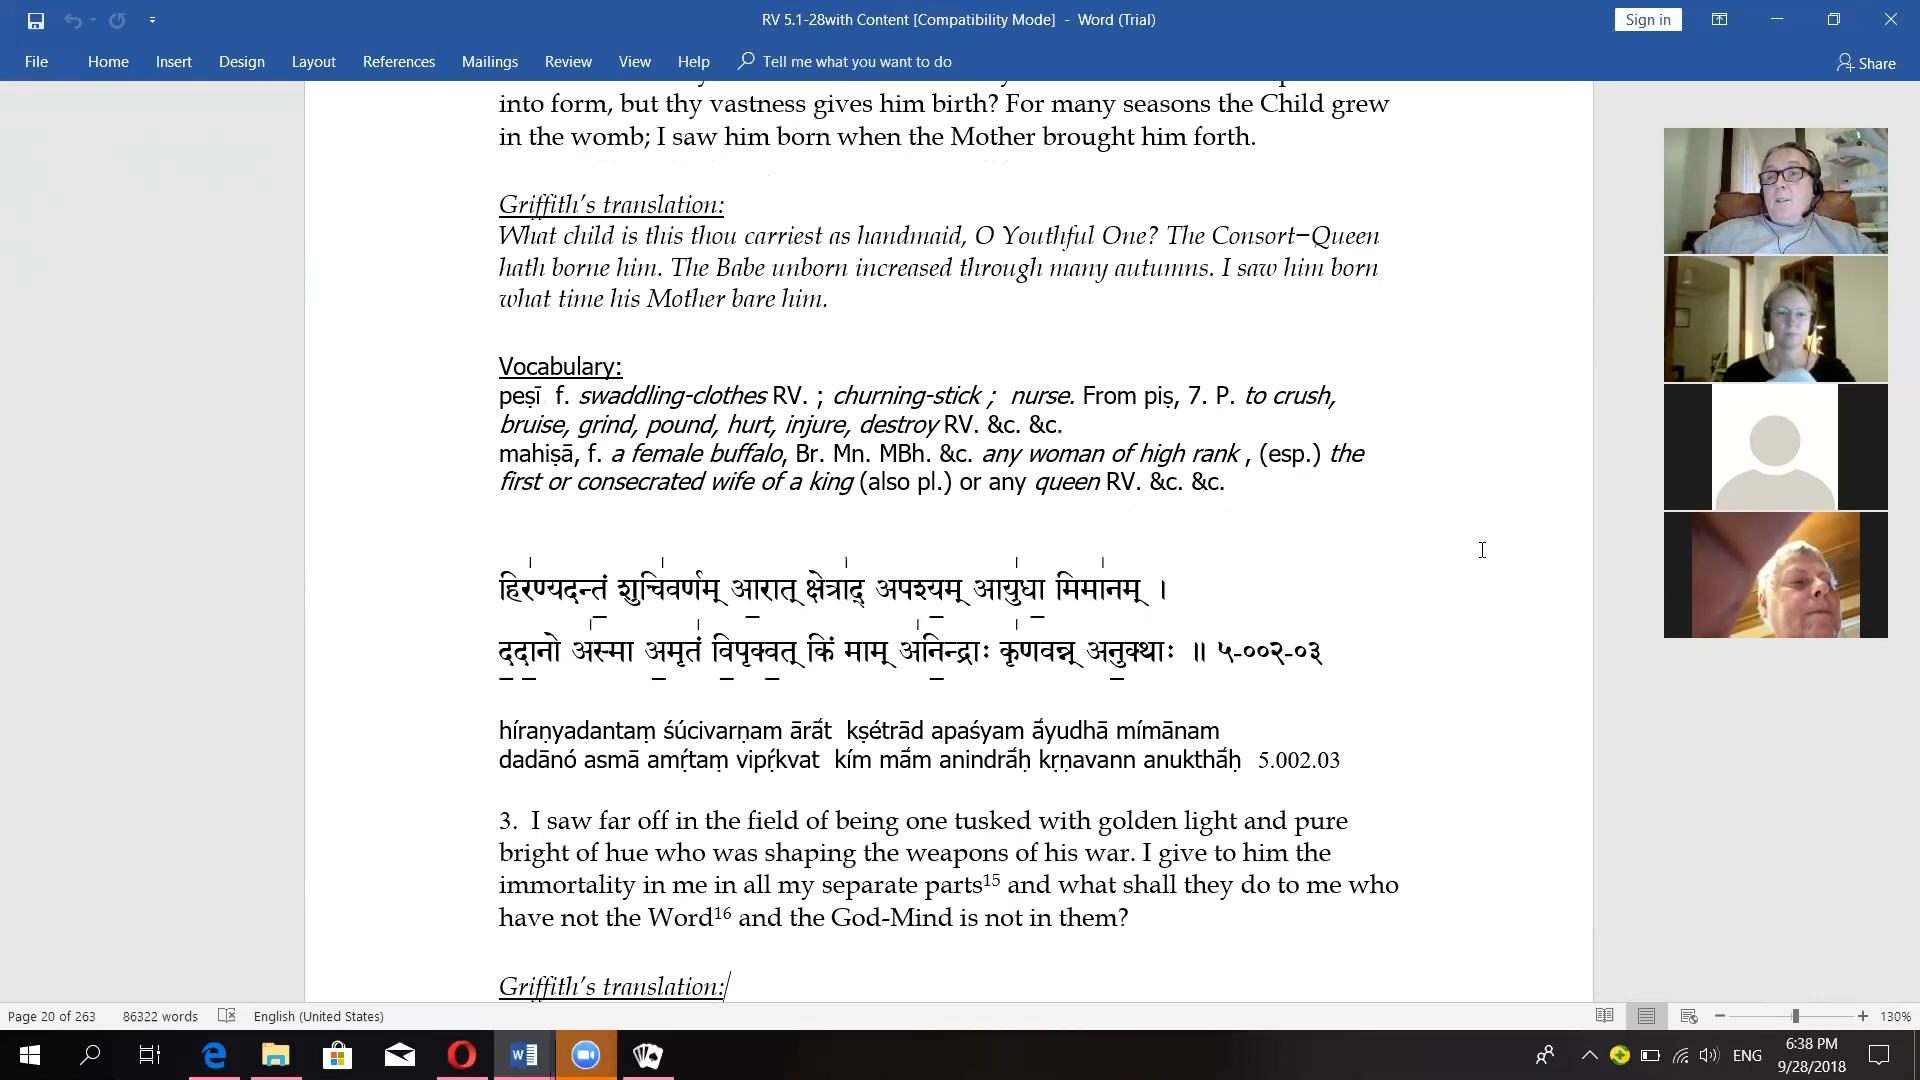 RV 5.1-28with Content [Compatibility Mode] - Word (Trial)
Sign in
File Home Insert Design Layout References Mailings Review View Help Tell me what you want to do
Share
into form, but thy vastness gives him birth? For many seasons the Child grew
in the womb; I saw him born when the Mother brought him forth.
Griffith's translation:
What child is this thou carriest as handmaid, O Youthful One? The Consort−Queen
hath borne him. The Babe unborn increased through many autumns. I saw him born
what time his Mother bare him.
Vocabulary:
peṣī f. swaddling-clothes RV. ; churning-stick ; nurse. From piṣ, 7. P. to crush,
bruise, grind, pound, hurt, injure, destroy RV. &c. &c.
mahiṣā, f. a female buffalo, Br. Mn. MBh. &c. any woman of high rank , (esp.) the
first or consecrated wife of a king (also pl.) or any queen RV. &c. &c.
हिर॑ण्यदन्तं॒ शुचि॑वर्णम् आ॒रात् क्षेत्रा॑द् अपश्य॒म् आयु॑धा॒ मिमा॑नम् ।
द॒दा॒नो अ॑स्मा अ॒मृतं॑ वि॒पृक्व॒त् किं माम् अ॑नि॒न्द्राः कृ॑णवन्न् अनु॒क्थाः ॥ ५-००२-०३
híraṇyadantaṃ śúcivarṇam ārā́t kṣétrād apaśyam ā́yudhā mímānam
dadānó asmā amṛ́taṃ vipṛ́kvat kím mā́m anindrā́ḥ kṛṇavann anukthā́ḥ 5.002.03
3. I saw far off in the field of being one tusked with golden light and pure
bright of hue who was shaping the weapons of his war. I give to him the
immortality in me in all my separate parts15 and what shall they do to me who
have not the Word16 and the God-Mind is not in them?
Griffith's translation:
Page 20 of 263 86322 words English (United States) 130%
ENG
6:38 PM
9/28/2018